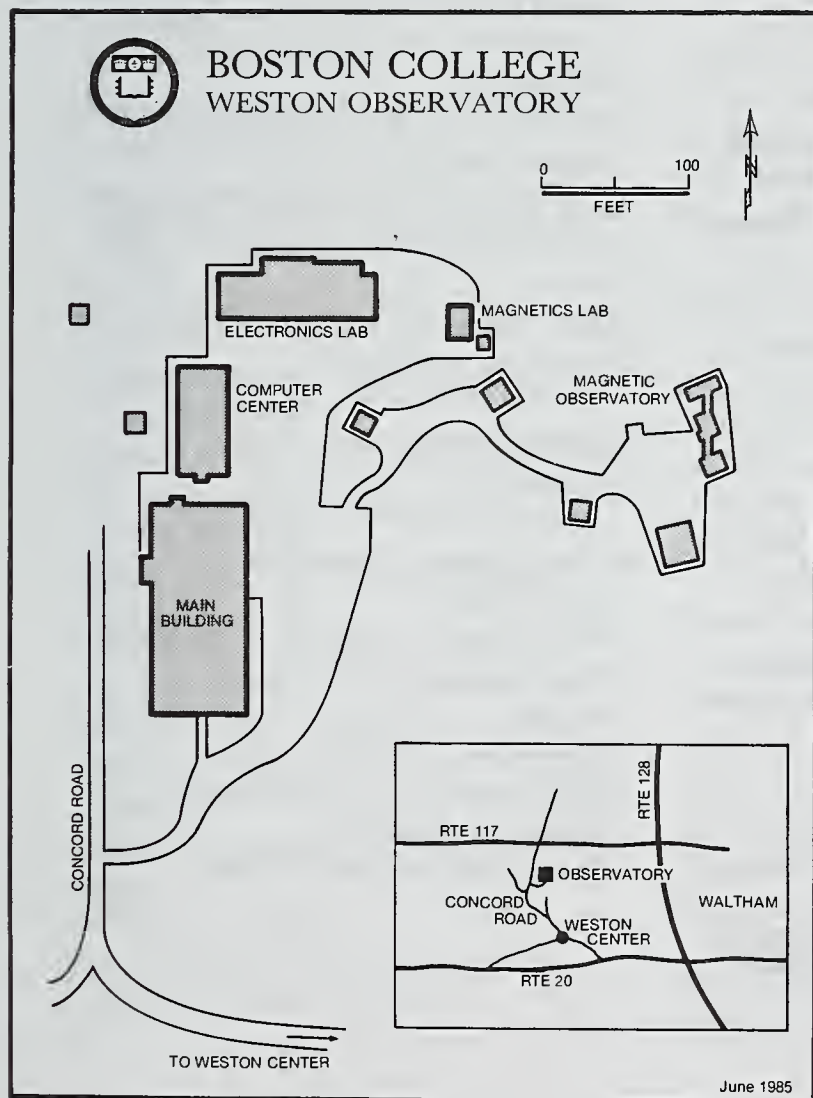 BOSTON COLLEGE
WESTON OBSERVATORY
0 100
FEET
N
MAGNETICS LAB
ELECTRONICS LAB
COMPUTER
CENTER
MAGNETIC
OBSERVATORY
MAIN
BUILDING
CONCORD ROAD
TO WESTON CENTER
RTE 128
RTE 117
OBSERVATORY
CONCORD
ROAD
WALTHAM
WESTON
CENTER
RTE 20
June 1985